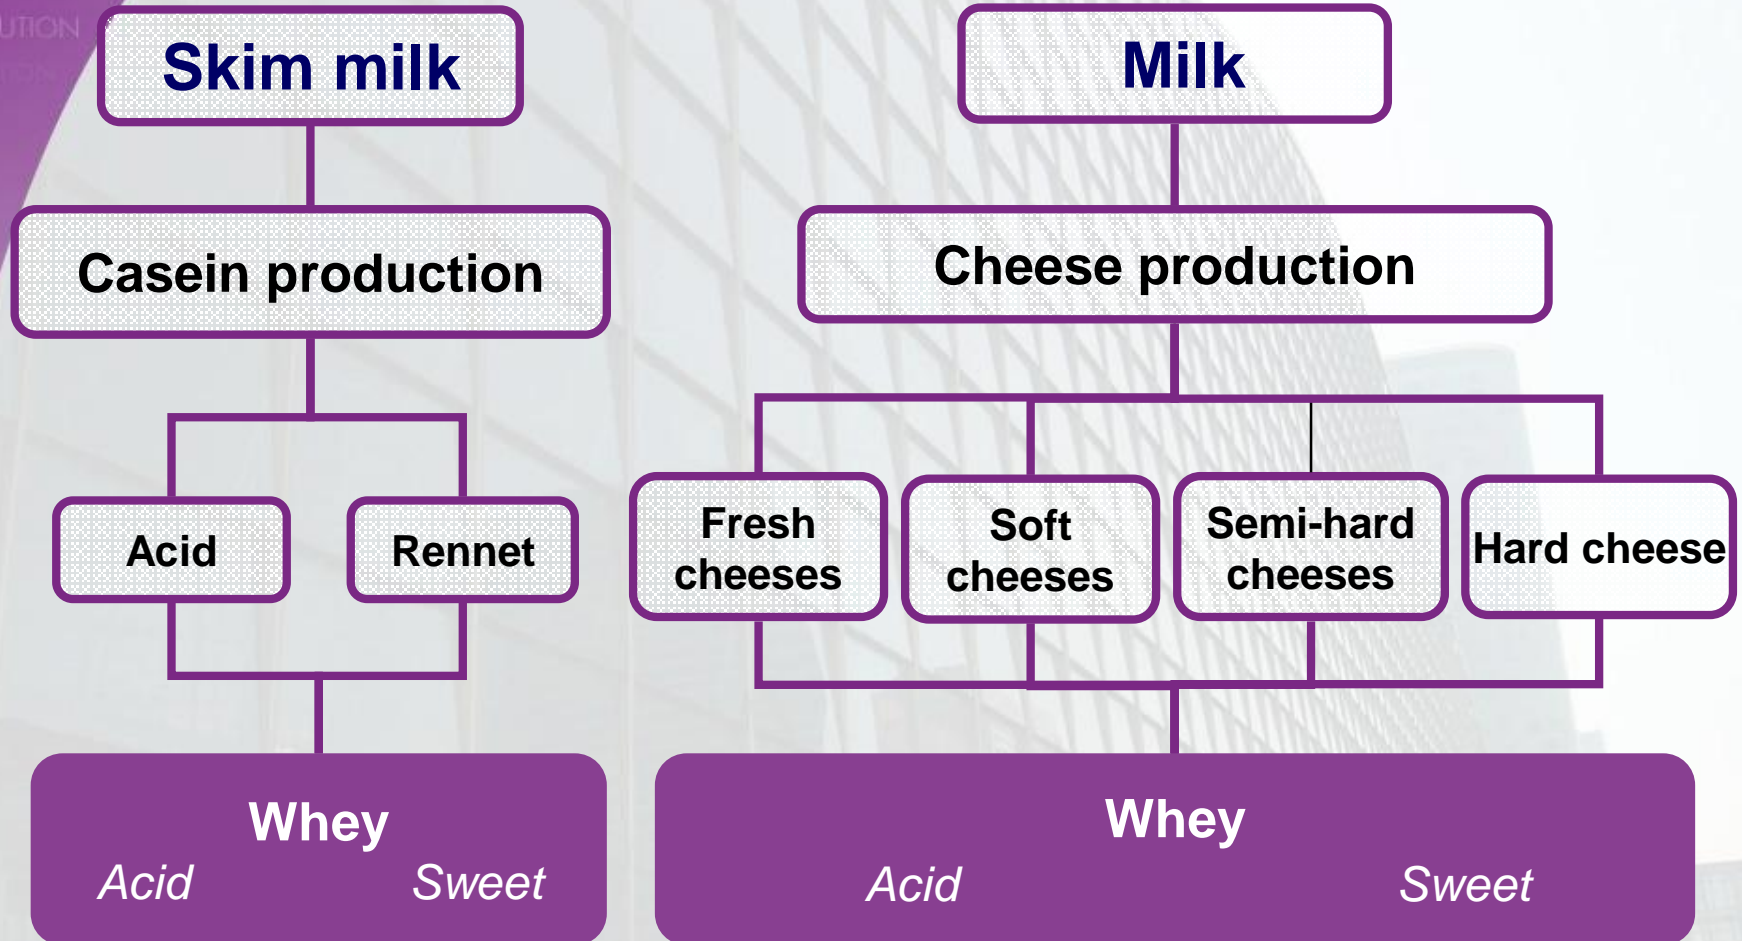 UTION
Skim milk
Milk
Casein production
Cheese production
Acid
Rennet
Fresh
cheeses
Soft
cheeses
Semi-hard
cheeses
Hard cheese
Whey
Acid Sweet
Whey
Acid Sweet